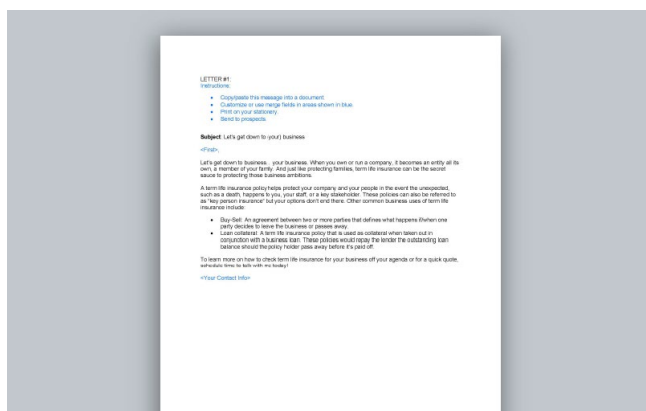 LETTER #1:
Instructions:
• Copy/paste this message into a document.
• Customize or use merge fields in areas shown in blue.
• Print on your stationery.
• Send to prospects.
Subject: Let's get down to (your) business
<First>,
Let's get down to business... your business. When you own or run a company, it becomes an entity all its
own, a member of your family. And just like protecting families, term life insurance can be the secret
sauce to protecting those business ambitions.
A term life insurance policy helps protect your company and your people in the event the unexpected,
such as a death, happens to you, your staff, or a key stakeholder. These policies can also be referred to
as "key person insurance" but your options don't end there. Other common business uses of term life
insurance include:
• Buy-Sell: An agreement between two or more parties that defines what happens if/when one
party decides to leave the business or passes away.
• Loan collateral: A term life insurance policy that is used as collateral when taken out in
conjunction with a business loan. These policies would repay the lender the outstanding loan
balance should the policy holder pass away before it's paid off.
To learn more on how to check term life insurance for your business off your agenda or for a quick quote,
schedule time to talk with me today!
<Your Contact Info>